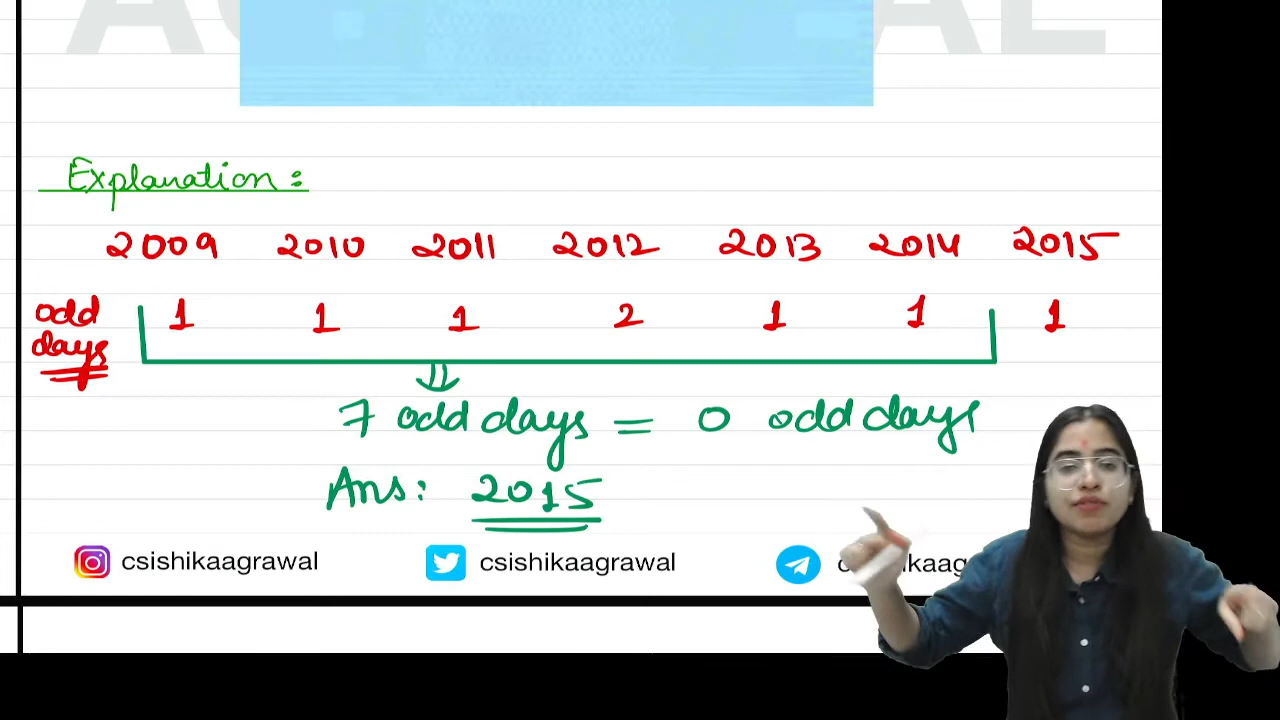 Explanation:
2009 2010 2011 2012 2013 2014 2015
odd days 1 1 1 2 1 1 1
7 odd days = 0 odd days
Ans: 2015
csishikaagrawal csishikaagrawal